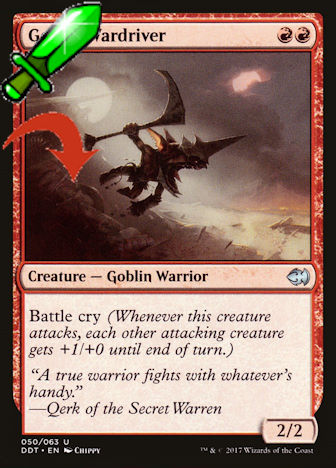 Wardriver
Creature — Goblin Warrior
Battle cry (Whenever this creature
attacks, each other attacking creature
gets +1/+0 until end of turn.)
“A true warrior fights with whatever’s
handy.”
—Qerk of the Secret Warren
2/2
050/063 U
DDT • EN Chippy
™ & © 2017 Wizards of the Coast